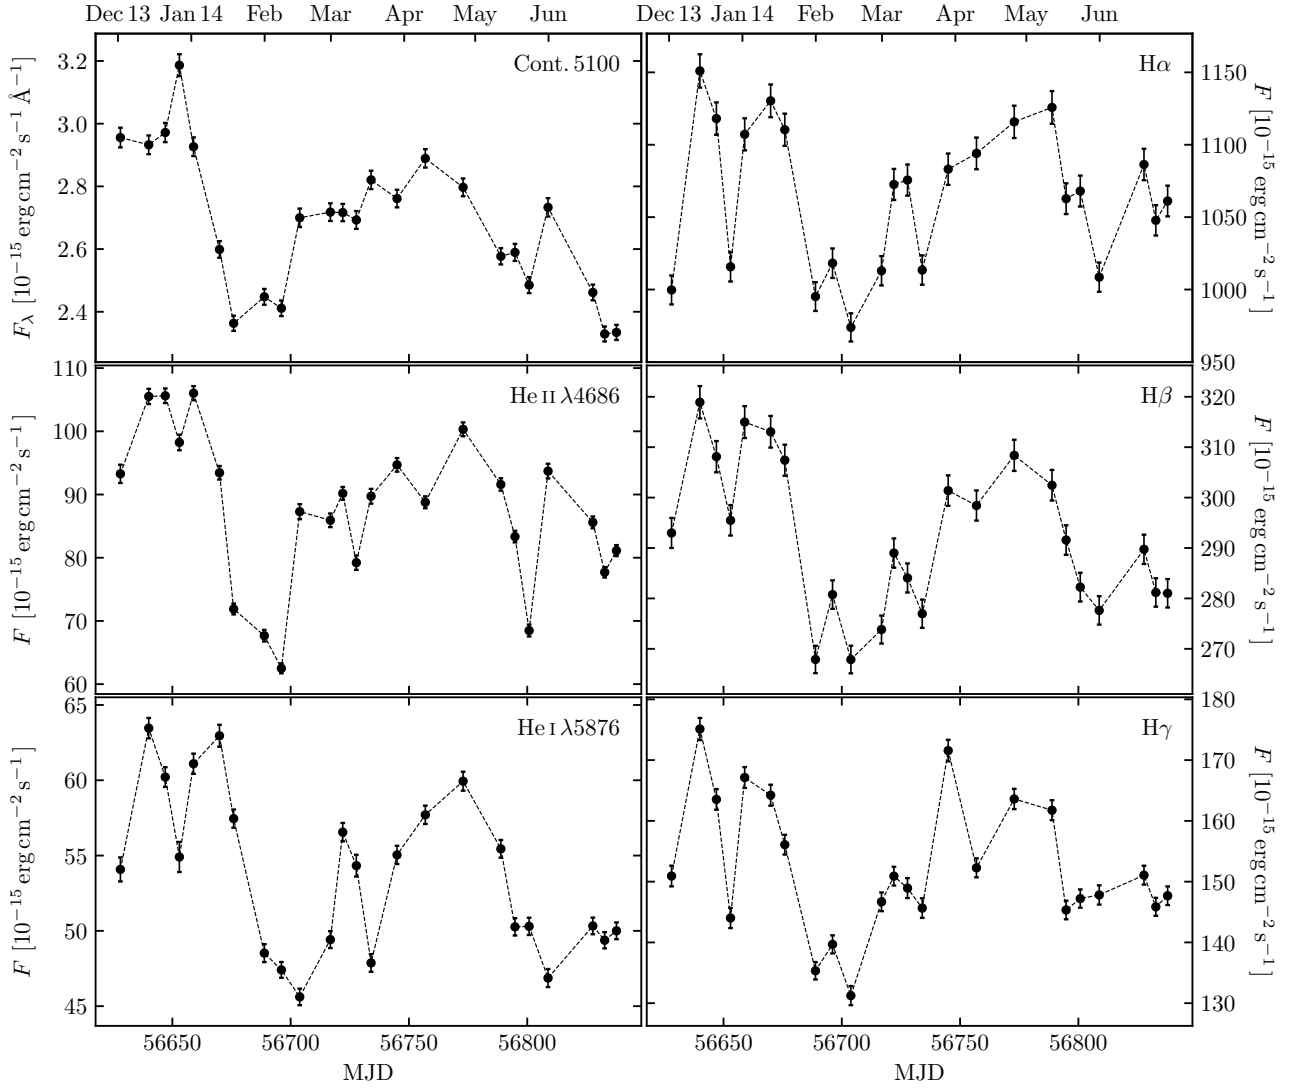 Dec 13 Jan 14 Feb Mar Apr May Jun
Dec 13 Jan 14 Feb Mar Apr May Jun
Cont. 5100
3.2
3.0
2.8
2.6
2.4
F_λ [10⁻¹⁵ erg cm⁻² s⁻¹ Å⁻¹]
Hα
1150
1100
1050
1000
950
F [10⁻¹⁵ erg cm⁻² s⁻¹]
He II λ4686
110
100
90
80
70
60
F [10⁻¹⁵ erg cm⁻² s⁻¹]
Hβ
320
310
300
290
280
270
F [10⁻¹⁵ erg cm⁻² s⁻¹]
He I λ5876
65
60
55
50
45
F [10⁻¹⁵ erg cm⁻² s⁻¹]
Hγ
180
170
160
150
140
130
F [10⁻¹⁵ erg cm⁻² s⁻¹]
56650 56700 56750 56800
56650 56700 56750 56800
MJD
MJD